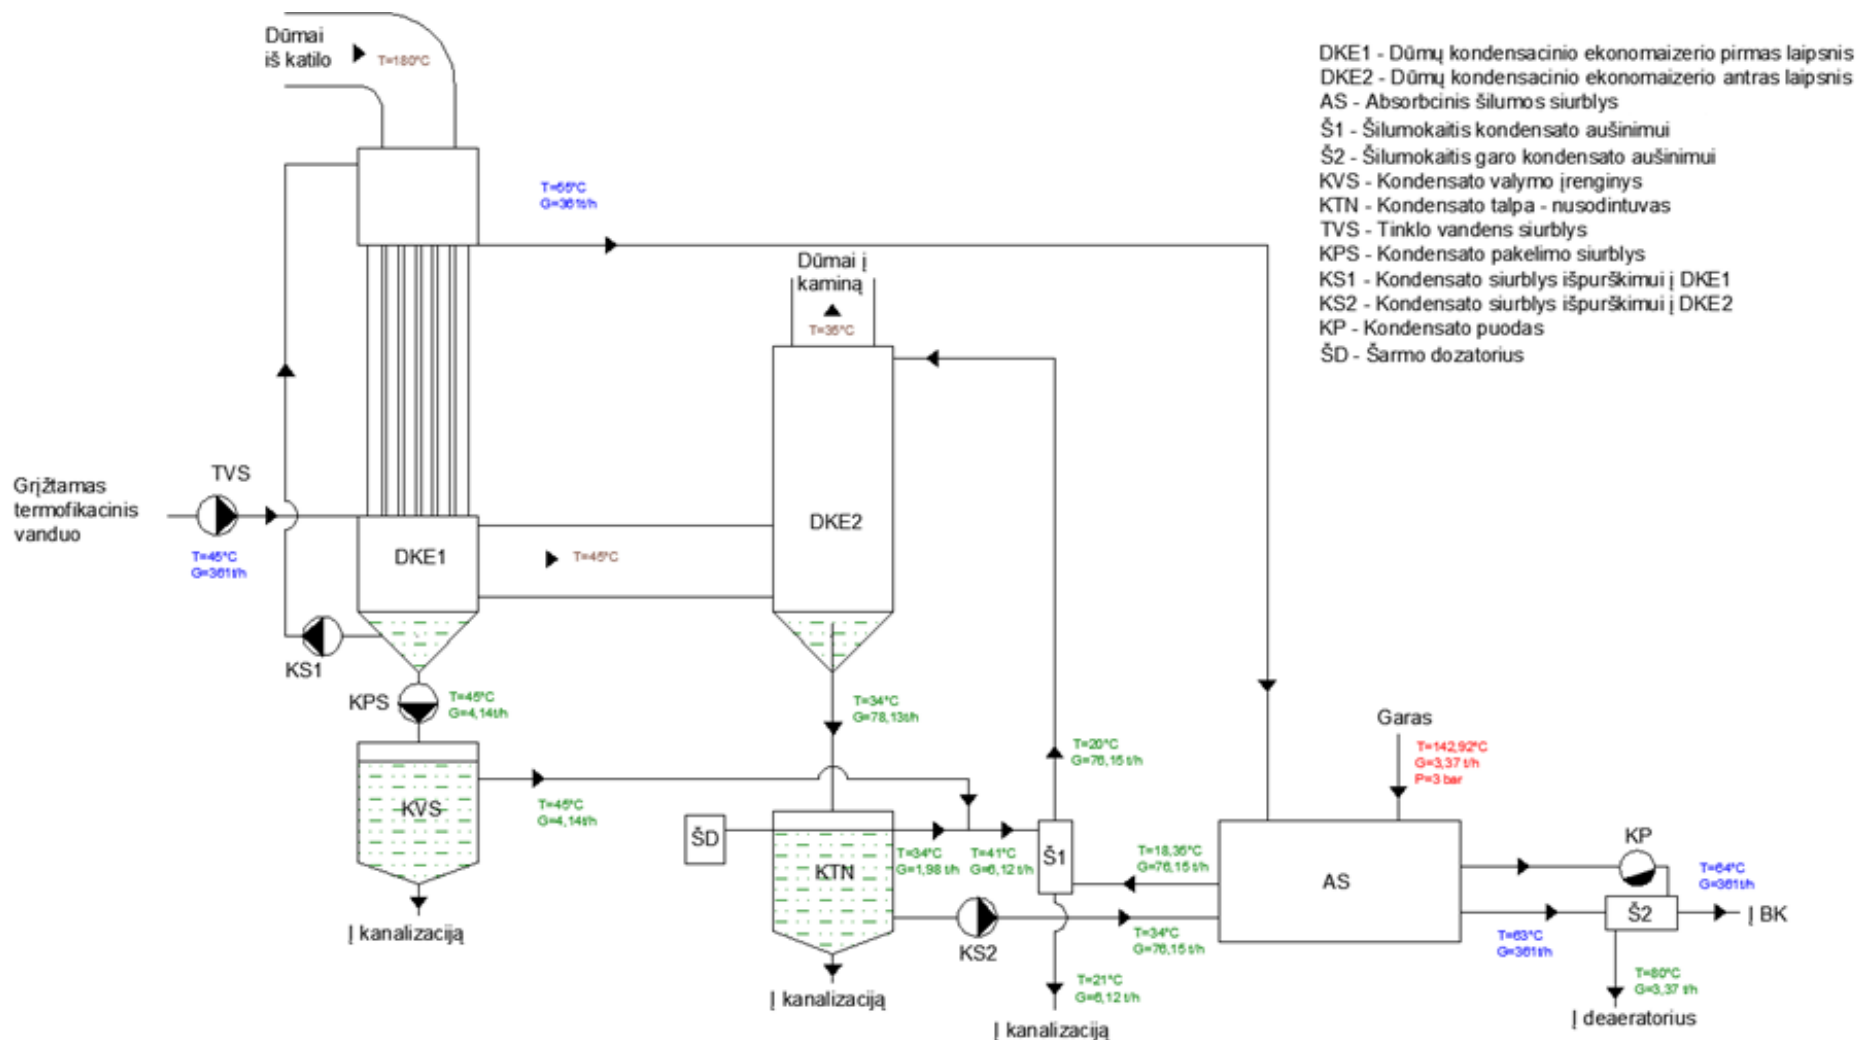 Dūmai
iš katilo
T=180°C
DKE1 - Dūmų kondensacinio ekonomaizerio pirmas laipsnis
DKE2 - Dūmų kondensacinio ekonomaizerio antras laipsnis
AS - Absorbcinis šilumos siurblys
Š1 - Šilumokaitis kondensato aušinimui
Š2 - Šilumokaitis garo kondensato aušinimui
KVS - Kondensato valymo įrenginys
KTN - Kondensato talpa - nusodintuvas
TVS - Tinklo vandens siurblys
KPS - Kondensato pakėlimo siurblys
KS1 - Kondensato siurblys išpurškimui į DKE1
KS2 - Kondensato siurblys išpurškimui į DKE2
KP - Kondensato puodas
ŠD - Šarmo dozatorius
T=55°C
G=361t/h
Dūmai į
kaminą
T=35°C
TVS
Grįžtamas
termofikacinis
vanduo
T=45°C
G=361t/h
DKE1
T=45°C
DKE2
KS1
KPS
T=45°C
G=4,14t/h
T=34°C
G=78,13t/h
Garas
T=142,92°C
G=3,37 t/h
P=3 bar
T=20°C
G=76,15 t/h
KVS
T=45°C
G=4,14t/h
ŠD
KTN
T=34°C
G=1,98 t/h
T=41°C
G=6,12 t/h
Š1
T=18,36°C
G=76,15 t/h
AS
KP
T=64°C
G=361t/h
Š2
Į BK
T=63°C
G=361t/h
KS2
T=34°C
G=76,15 t/h
Į kanalizaciją
Į kanalizaciją
T=21°C
G=6,12 t/h
Į kanalizaciją
T=80°C
G=3,37 t/h
Į deaeratorius